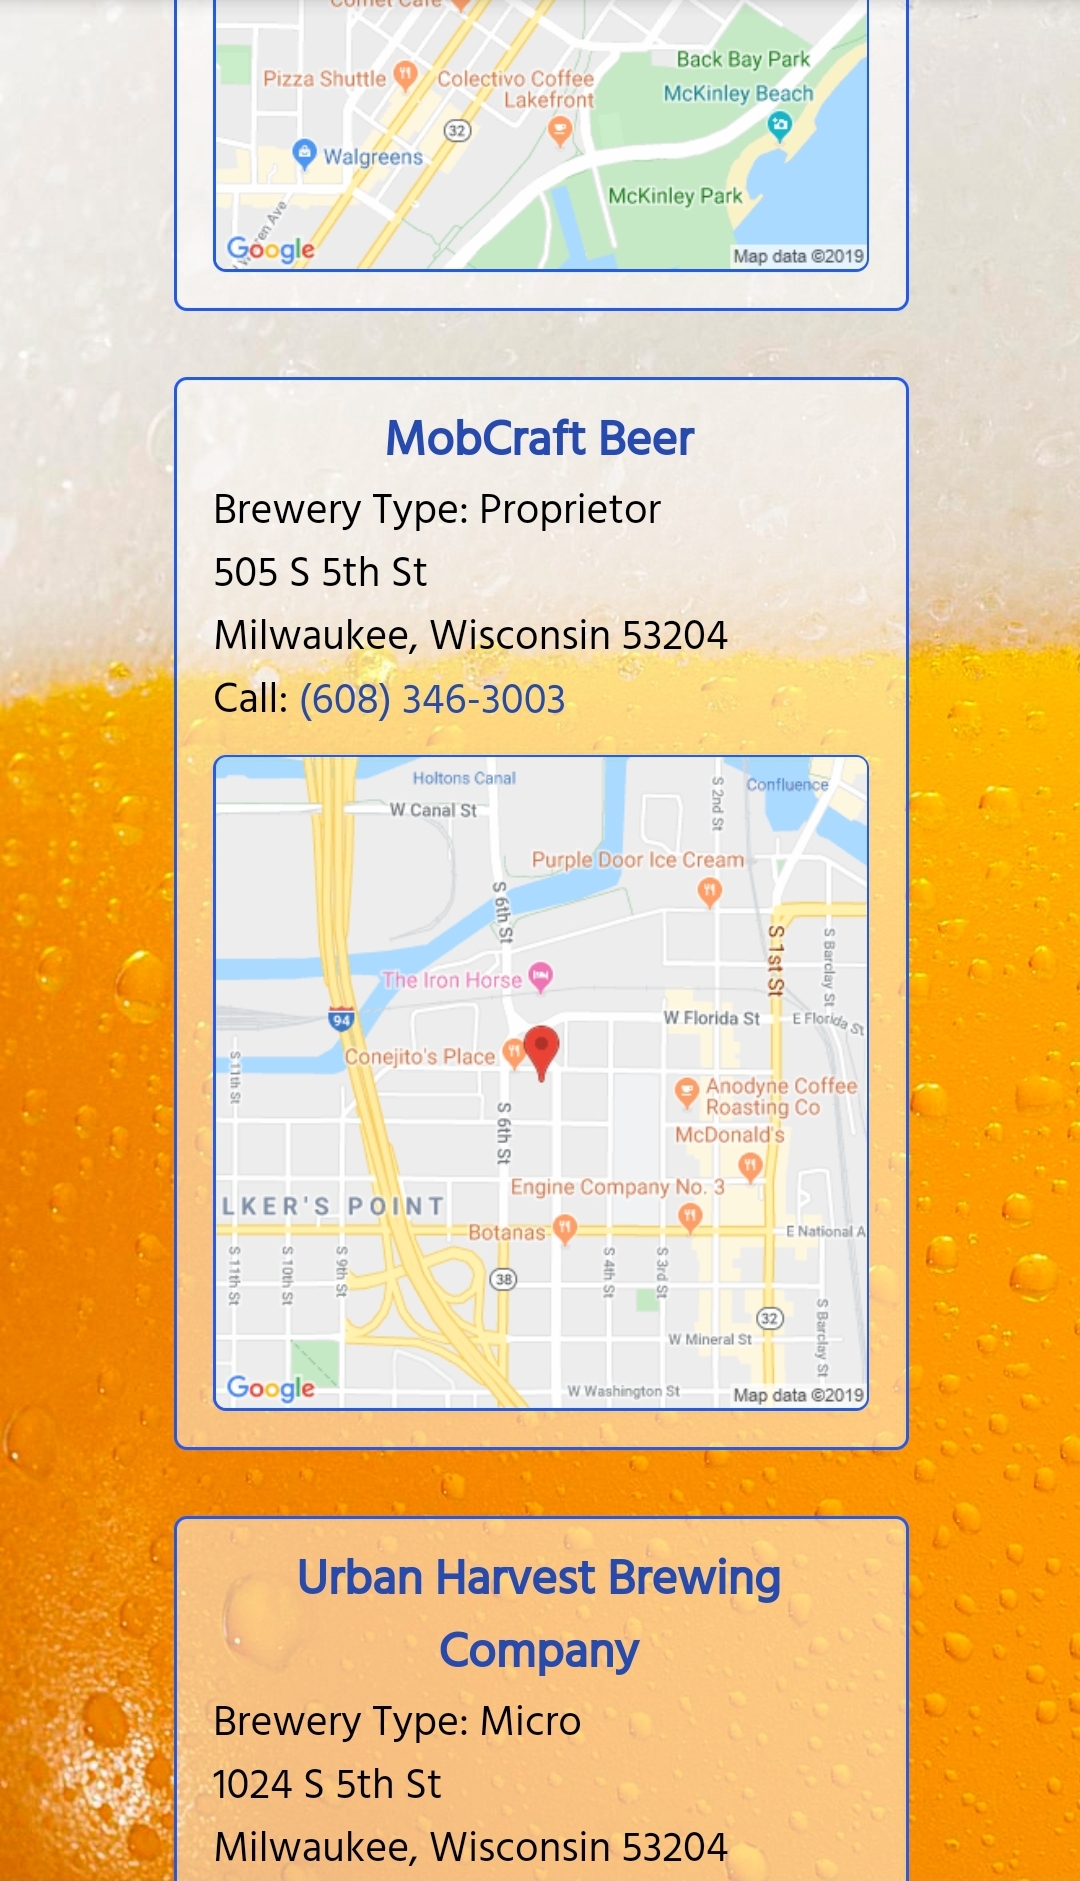 Comet Cafe
Back Bay Park
Pizza Shuttle
Colectivo Coffee
Lakefront
McKinley Beach
32
Walgreens
McKinley Park
Google
Map data ©2019
MobCraft Beer
Brewery Type: Proprietor
505 S 5th St
Milwaukee, Wisconsin 53204
Call: (608) 346-3003
Holtons Canal
Confluence
W Canal St
S 2nd St
Purple Door Ice Cream
S 6th St
S 1st St
S Barclay St
The Iron Horse
94
W Florida St
E Florida St
Conejito's Place
S 11th St
Anodyne Coffee
Roasting Co
S 6th St
McDonald's
Engine Company No. 3
LKER'S POINT
Botanas
E National A
S 11th St
S 10th St
S 9th St
38
S 4th St
S 3rd St
32
S Barclay St
W Mineral St
W Washington St
Google
Map data ©2019
Urban Harvest Brewing
Company
Brewery Type: Micro
1024 S 5th St
Milwaukee, Wisconsin 53204